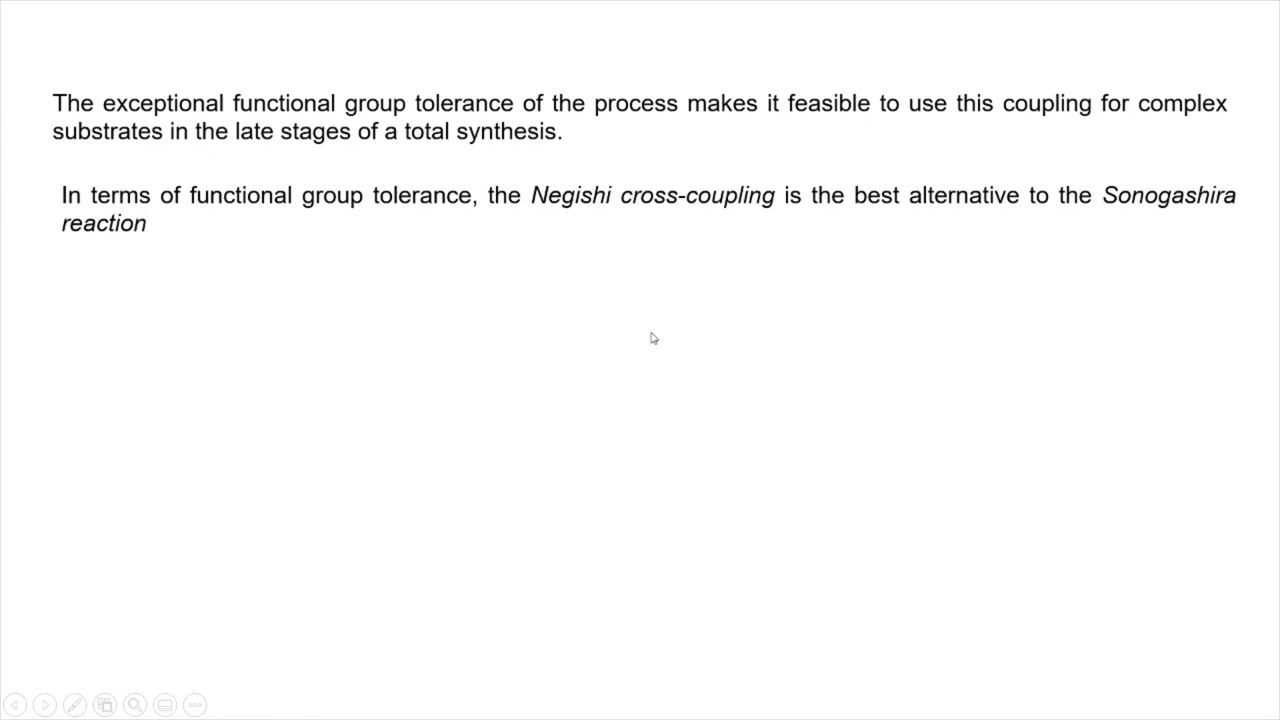 The exceptional functional group tolerance of the process makes it feasible to use this coupling for complex
substrates in the late stages of a total synthesis.
In terms of functional group tolerance, the Negishi cross-coupling is the best alternative to the Sonogashira
reaction